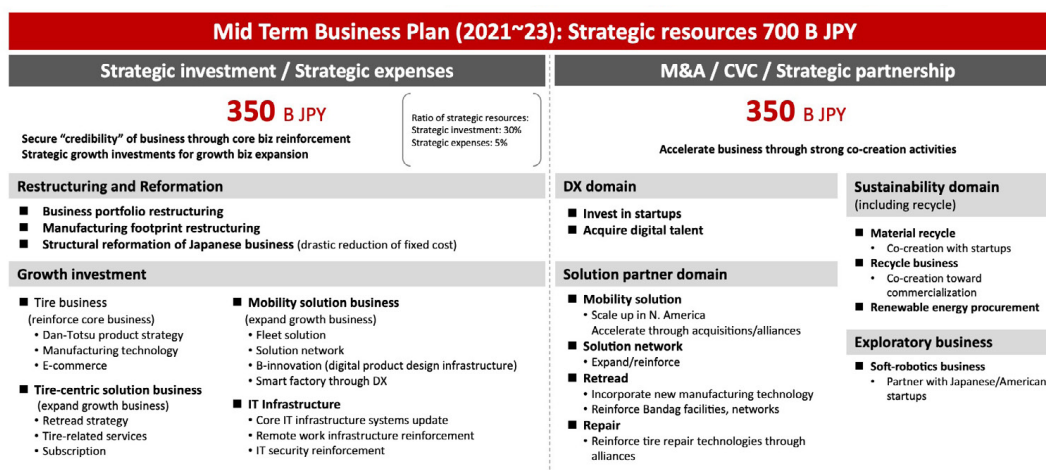 Mid Term Business Plan (2021~23): Strategic resources 700 B JPY
Strategic investment / Strategic expenses
350 B JPY
Secure “credibility” of business through core biz reinforcement
Strategic growth investments for growth biz expansion
Ratio of strategic resources:
Strategic investment: 30%
Strategic expenses: 5%
Restructuring and Reformation
■ Business portfolio restructuring
■ Manufacturing footprint restructuring
■ Structural reformation of Japanese business (drastic reduction of fixed cost)
Growth investment
■ Tire business
(reinforce core business)
• Dan-Totsu product strategy
• Manufacturing technology
• E-commerce
■ Tire-centric solution business
(expand growth business)
• Retread strategy
• Tire-related services
• Subscription
■ Mobility solution business
(expand growth business)
• Fleet solution
• Solution network
• B-innovation (digital product design infrastructure)
• Smart factory through DX
■ IT Infrastructure
• Core IT infrastructure systems update
• Remote work infrastructure reinforcement
• IT security reinforcement
M&A / CVC / Strategic partnership
350 B JPY
Accelerate business through strong co-creation activities
DX domain
■ Invest in startups
■ Acquire digital talent
Solution partner domain
■ Mobility solution
• Scale up in N. America
Accelerate through acquisitions/alliances
■ Solution network
• Expand/reinforce
■ Retread
• Incorporate new manufacturing technology
• Reinforce Bandag facilities, networks
■ Repair
• Reinforce tire repair technologies through
alliances
Sustainability domain
(including recycle)
■ Material recycle
• Co-creation with startups
■ Recycle business
• Co-creation toward
commercialization
■ Renewable energy procurement
Exploratory business
■ Soft-robotics business
• Partner with Japanese/American
startups